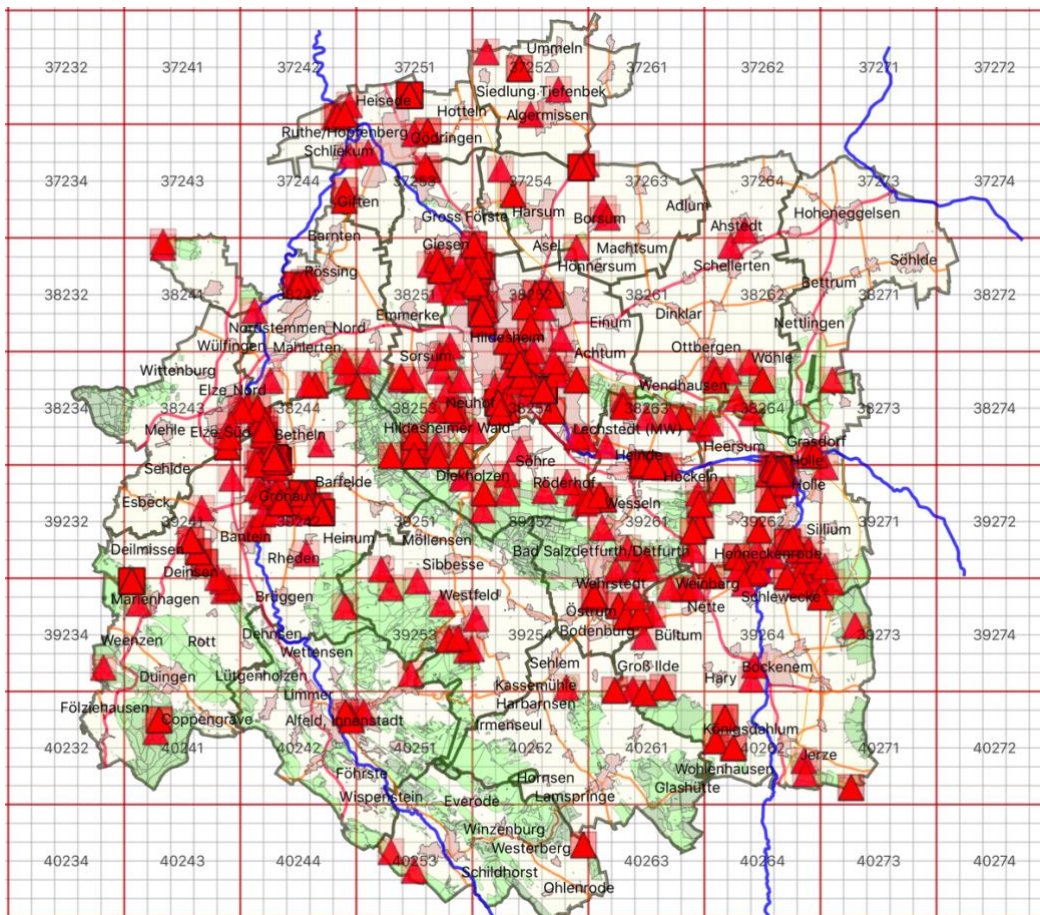 Ummeln
37232 37241 37242 37251 37252 37261 37262 37271 37272
Siedlung Tiefenbek
Heisede
Hotteln
Algermissen
Ruthe/Hopfenberg
Gödringen
Schliekum
37234 37243 37244 37253 37254 37263 37264 37273 37274
Giften
Harsum
Adlum
Gross Förste
Borsum
Hoheneggelsen
Ahstedt
Barnten
Giesen
Asel
Machtsum
Hönnersum
Schellerten
Söhlde
Rössing
Bettrum
38241 38242 38252 38261 38262 38271 38272
Emmerke
Dinklar
Einum
Nettlingen
Nordstemmen Nord
Wülfingen
Mahlerten
Hildesheim
Ottbergen
Sorsum
Achtum
Wöhle
Wittenburg
Wendhausen
Elze Nord
Neuhof
38234 38243 38244 38253 38254 38263 38264 38273 38274
Mehle
Elze Süd
Betheln
Hildesheimer Wald
Lechstedt (MW)
Heersum
Grasdorf
Sehlde
Söhre
Heinde
Holle
Diekholzen
Röderhof
Hockeln
Holle
Barfelde
Esbeck
Gronau
Wesseln
39232 39241 39242 39251 39252 39261 39262 39271 39272
Sillium
Banteln
Heinum
Möllensen
Deilmissen
Rheden
Sibbesse
Bad Salzdetfurth/Detfurth
Henneckenrode
Deinsen
Wehrstedt
Weinberg
Marienhagen
Brüggen
Westfeld
Nette
Schlewecke
Östrum
Bodenburg
Bültum
39234 39253 39254 39264 39273 39274
Weenzen
Rott
Dehnsen
Wettensen
Sehlem
Groß Ilde
Bockenem
Duingen
Lütgenholzen
Kassemühle
Hary
Limmer
Harbarnsen
Fölziehausen
Coppengrave
Alfeld, Innenstadt
Irmenseul
Königsdahlum
40232 40241 40242 40251 40262 40261 40262 40271 40272
Jerze
Föhrste
Hornsen
Wohlenhausen
Glashütte
Wispenstein
Everode
Lamspringe
Winzenburg
Westerberg
40234 40243 40244 40253 40263 40264 40273 40274
Schildhorst
Ohlenrode